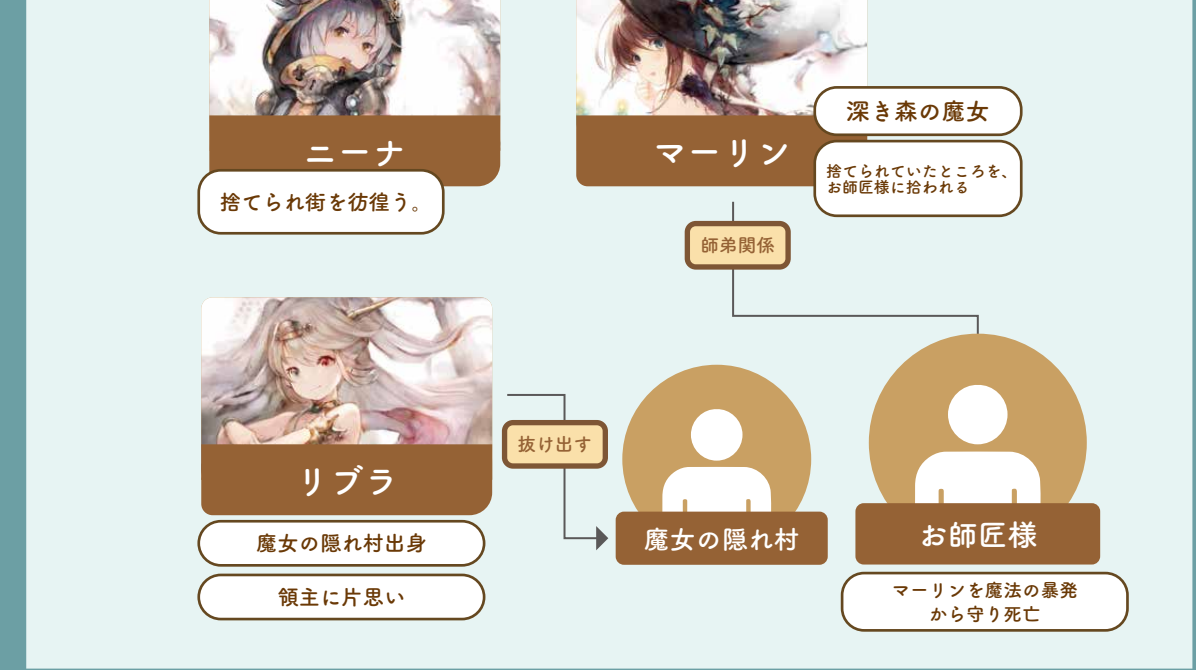 ニーナ
捨てられ街を彷徨う。
マーリン
深き森の魔女
捨てられていたところを、
お師匠様に拾われる
師弟関係
リブラ
魔女の隠れ村出身
領主に片思い
抜け出す
魔女の隠れ村
お師匠様
マーリンを魔法の暴発
から守り死亡